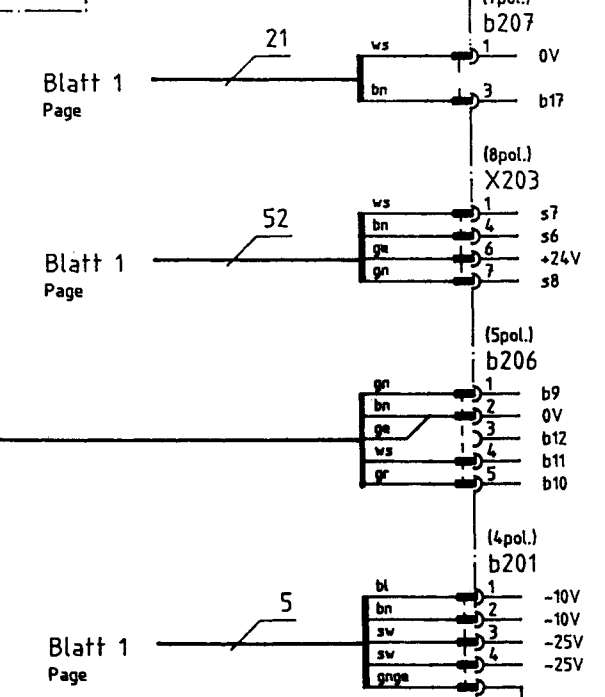 b207
21
ws 1 0V
Blatt 1
Page
bn 3 b17
(8pol.)
X203
52
ws 1 s7
bn 4 s6
Blatt 1
Page
ge 6 +24V
gn 7 s8
(5pol.)
b206
gn 1 b9
bn 2 0V
ge 3 b12
ws 4 b11
gr 5 b10
(4pol.)
b201
5
bl 1 -10V
bn 2 -10V
Blatt 1
Page
sw 3 -25V
sw 4 -25V
gnge